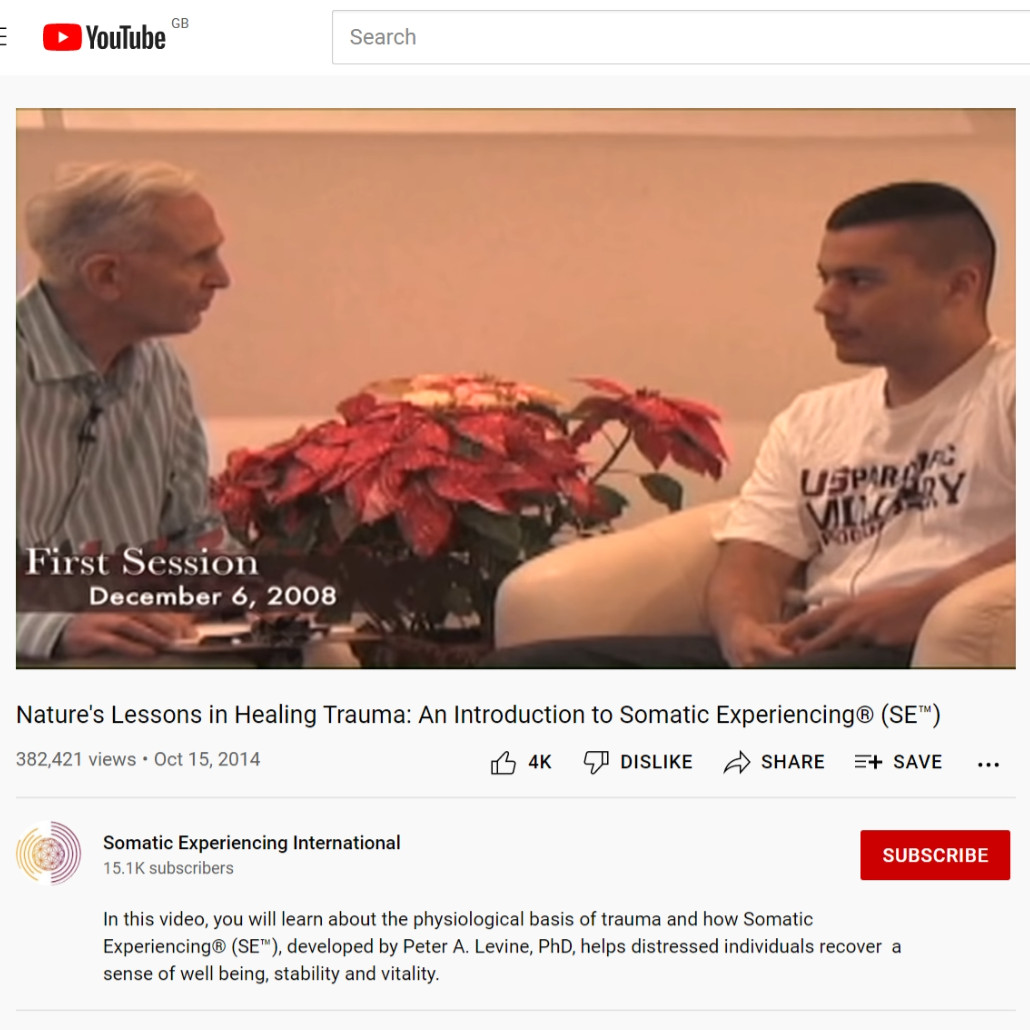 YouTube GB
Search
First Session
December 6, 2008
Nature's Lessons in Healing Trauma: An Introduction to Somatic Experiencing® (SE™)
382,421 views • Oct 15, 2014
4K DISLIKE SHARE SAVE ...
Somatic Experiencing International
15.1K subscribers
SUBSCRIBE
In this video, you will learn about the physiological basis of trauma and how Somatic
Experiencing® (SE™), developed by Peter A. Levine, PhD, helps distressed individuals recover a
sense of well being, stability and vitality.